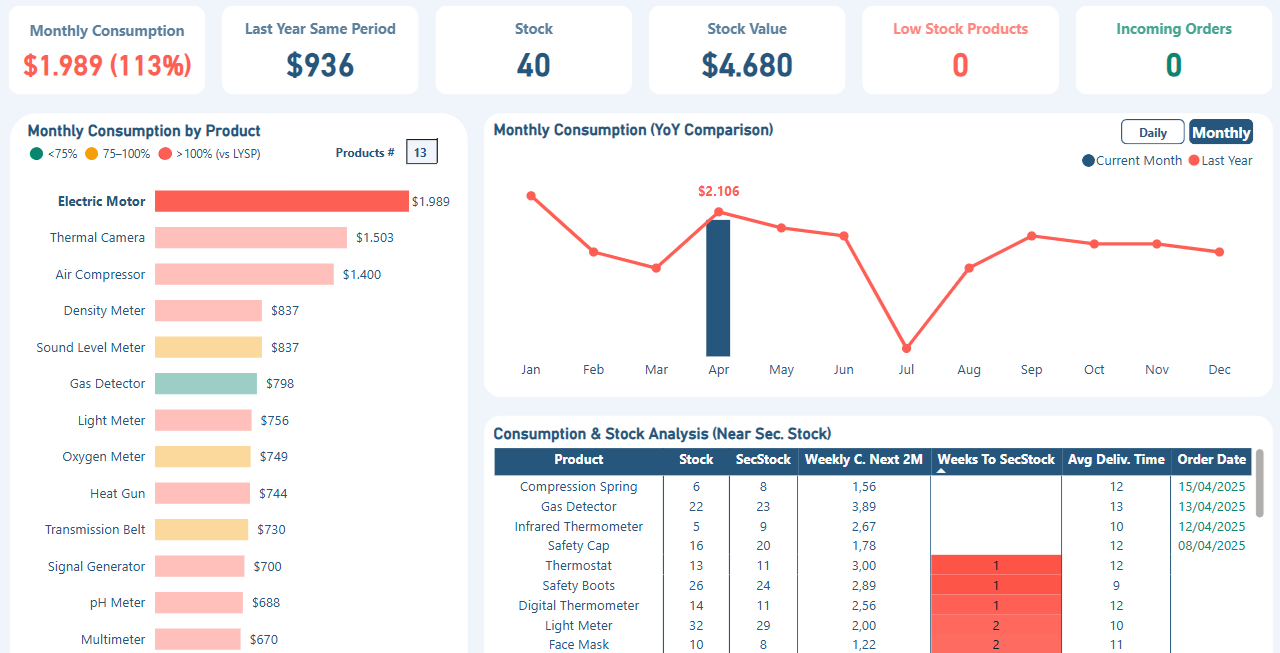 Monthly Consumption
$1.989 (113%)
Last Year Same Period
$936
Stock
40
Stock Value
$4.680
Low Stock Products
0
Incoming Orders
0
Monthly Consumption by Product
<75% 75–100% >100% (vs LYSP)
Products # 13
Electric Motor $1.989
Thermal Camera $1.503
Air Compressor $1.400
Density Meter $837
Sound Level Meter $837
Gas Detector $798
Light Meter $756
Oxygen Meter $749
Heat Gun $744
Transmission Belt $730
Signal Generator $700
pH Meter $688
Multimeter $670
Monthly Consumption (YoY Comparison)
Daily Monthly
Current Month Last Year
$2.106
Jan Feb Mar Apr May Jun Jul Aug Sep Oct Nov Dec
Consumption & Stock Analysis (Near Sec. Stock)
Product Stock SecStock Weekly C. Next 2M Weeks To SecStock Avg Deliv. Time Order Date
Compression Spring 6 8 1,56 12 15/04/2025
Gas Detector 22 23 3,89 13 13/04/2025
Infrared Thermometer 5 9 2,67 10 12/04/2025
Safety Cap 16 20 1,78 12 08/04/2025
Thermostat 13 11 3,00 1 12
Safety Boots 26 24 2,89 1 9
Digital Thermometer 14 11 2,56 1 12
Light Meter 32 29 2,00 2 10
Face Mask 10 8 1,22 2 11